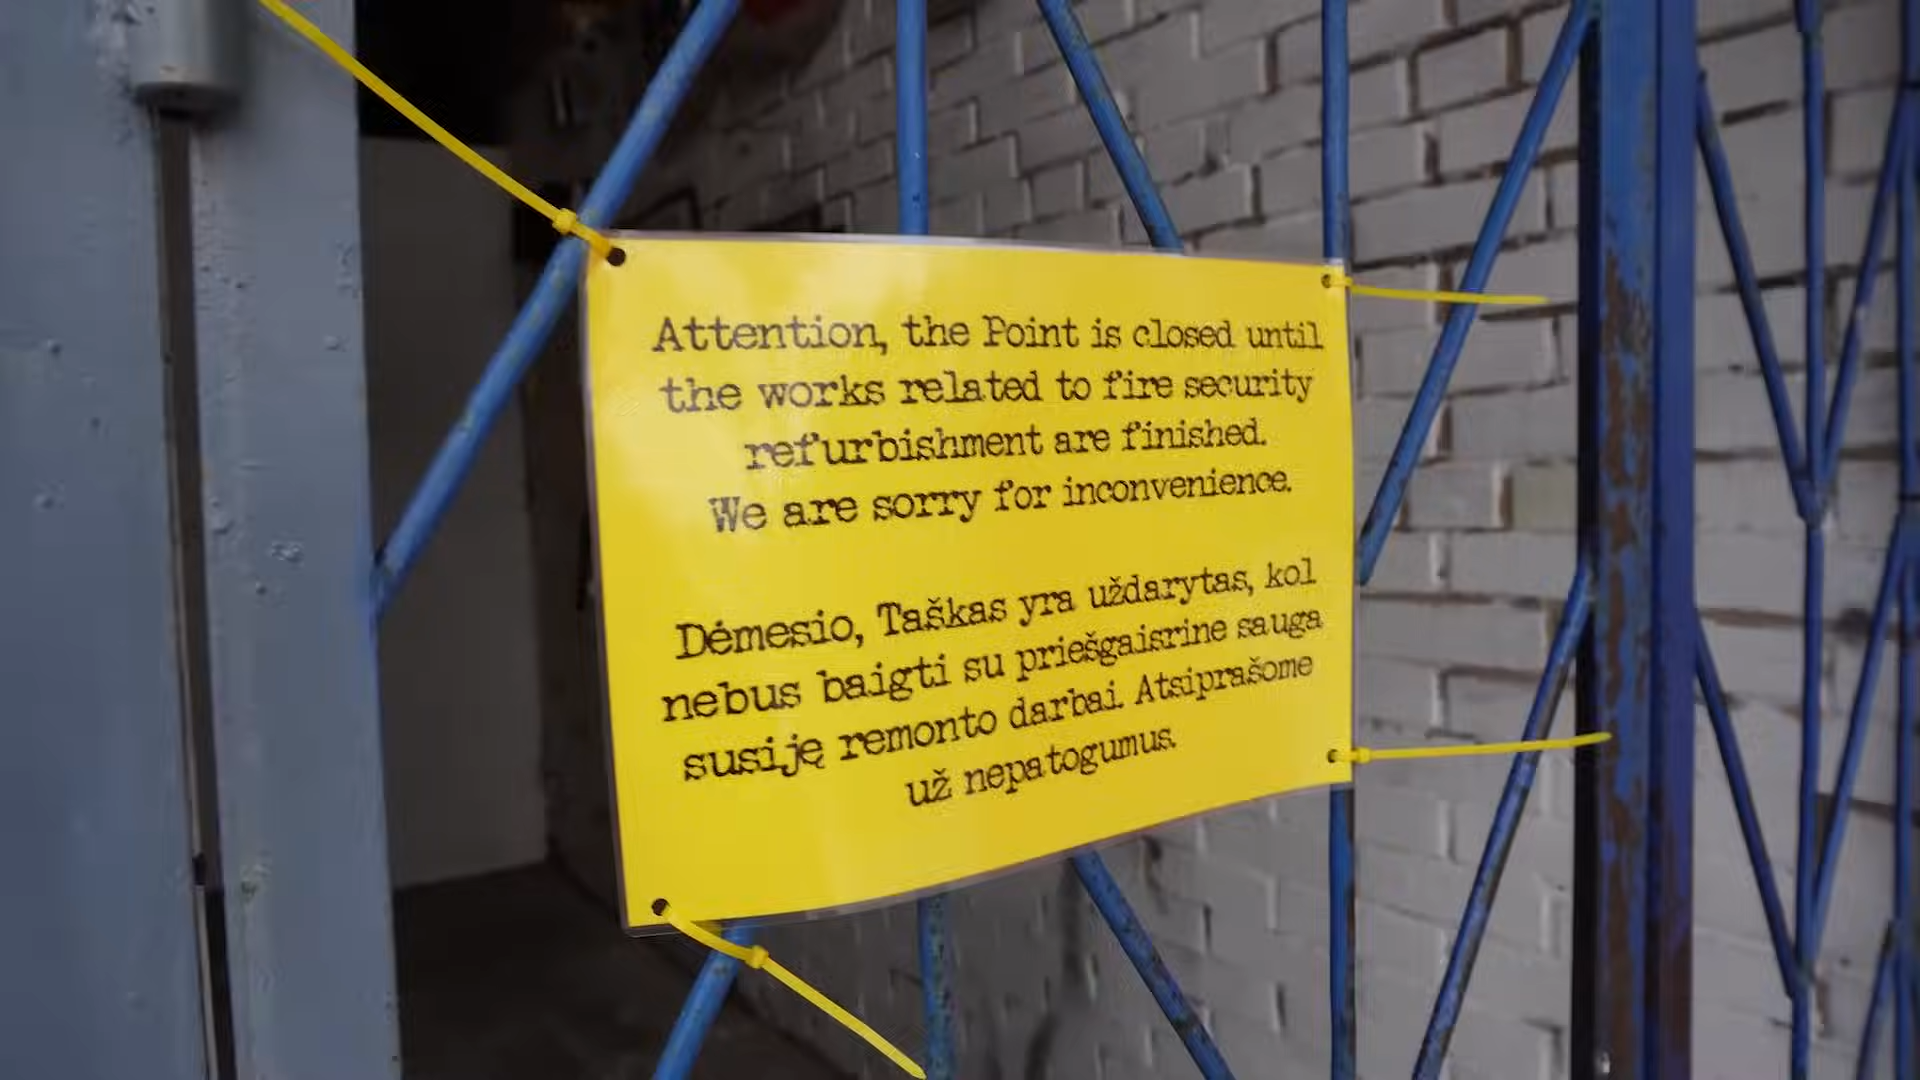 Attention, the Point is closed until
the works related to fire security
refurbishment are finished.
We are sorry for inconvenience.
Dėmesio, Taškas yra uždarytas, kol
nebus baigti su priešgaisrine sauga
susiję remonto darbai. Atsiprašome
už nepatogumus.